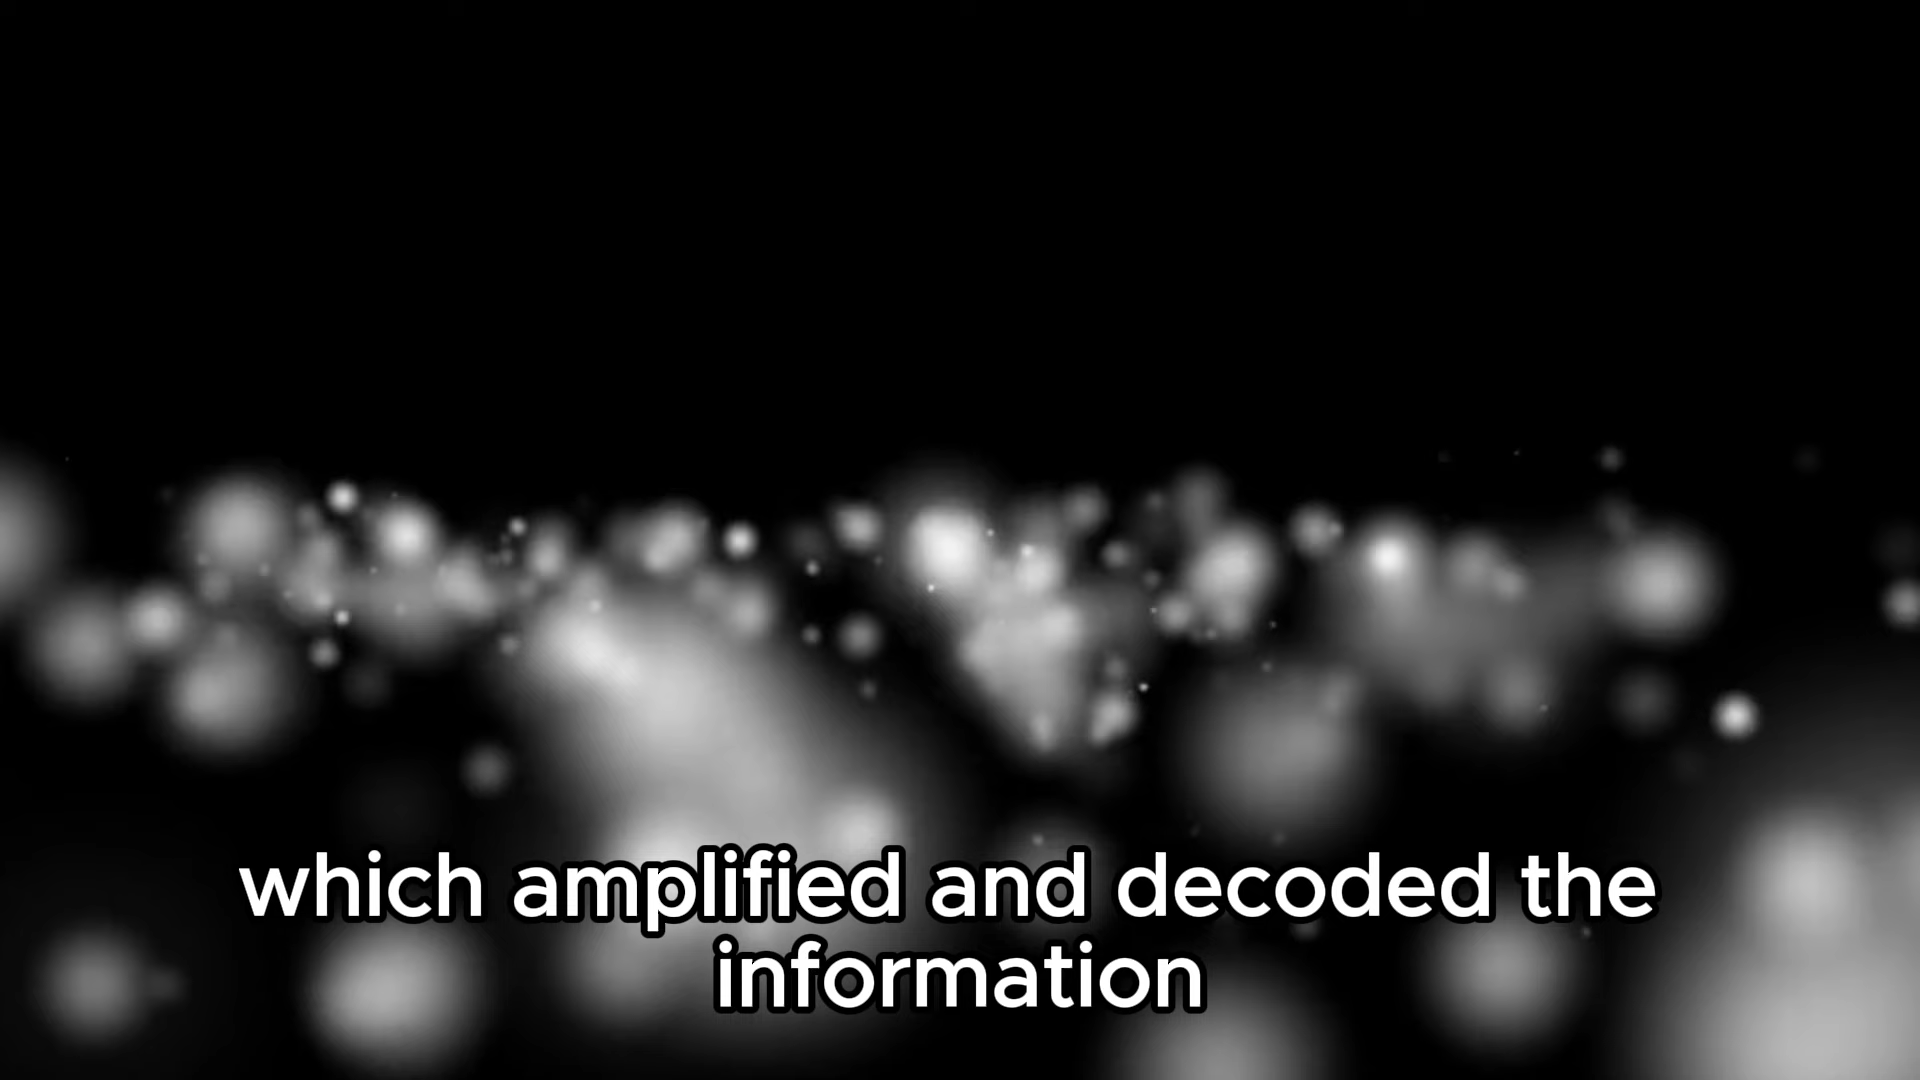 which amplified and decoded the
information